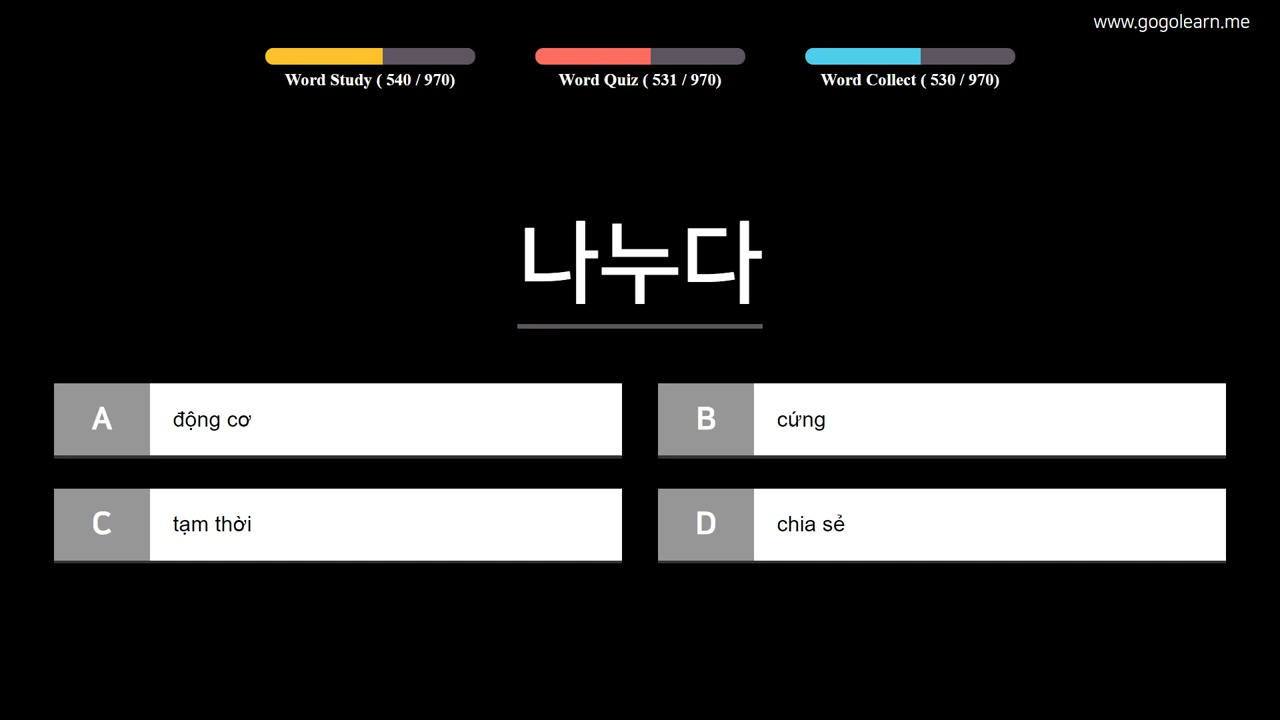 www.gogolearn.me
Word Study ( 540 / 970)
Word Quiz ( 531 / 970)
Word Collect ( 530 / 970)
나누다
A động cơ
B cứng
C tạm thời
D chia sẻ